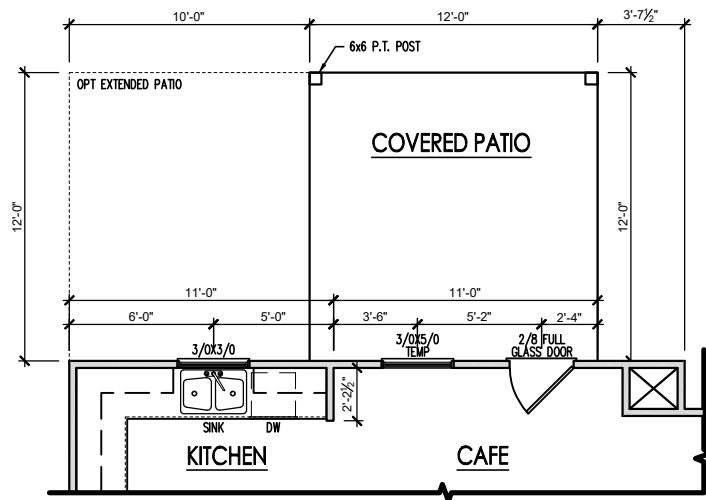 10'-0"
12'-0"
3'-7½"
6x6 P.T. POST
OPT EXTENDED PATIO
COVERED PATIO
12'-0"
12'-0"
11'-0"
11'-0"
6'-0"
5'-0"
3'-6"
5'-2"
2'-4"
3/0X3/0
3/0X5/0
TEMP
2/8 FULL
GLASS DOOR
2'-2½"
SINK
DW
KITCHEN
CAFE